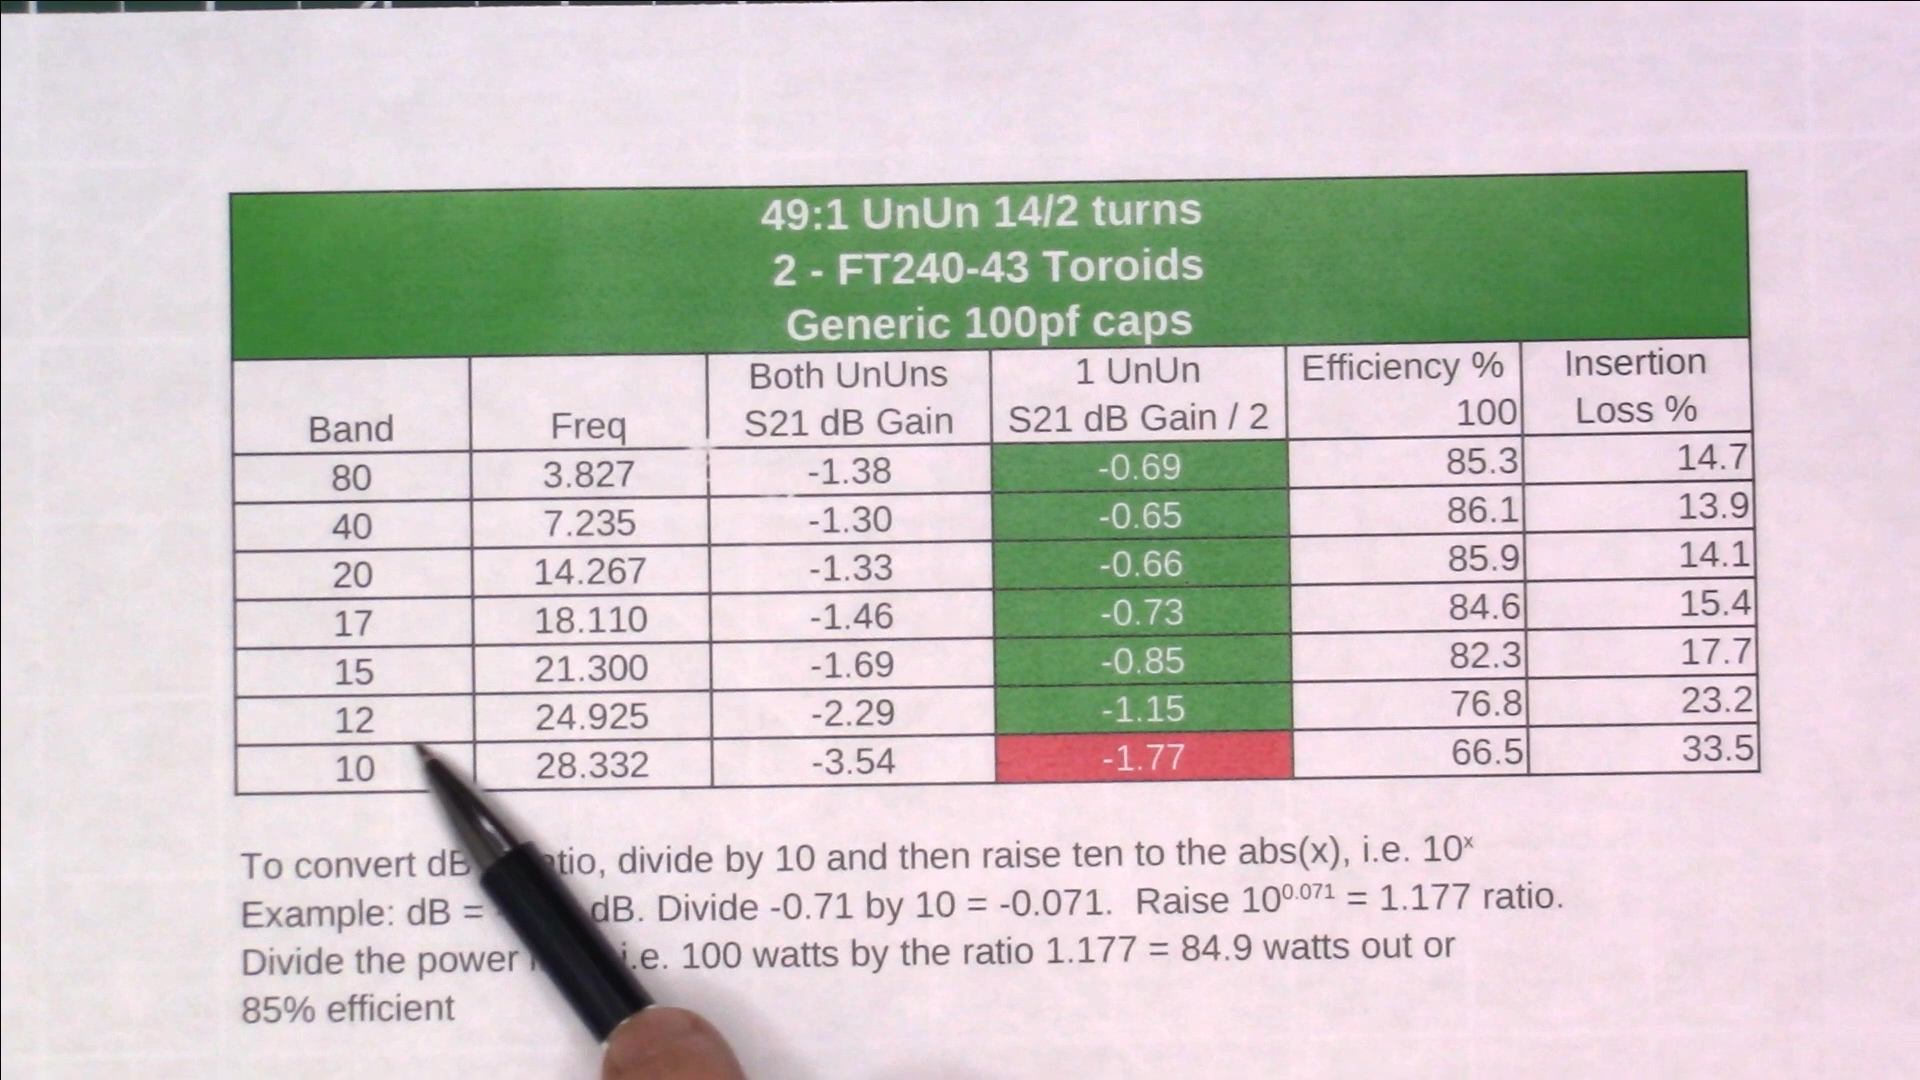 49:1 UnUn 14/2 turns
2 - FT240-43 Toroids
Generic 100pf caps
Band Freq Both UnUns S21 dB Gain 1 UnUn S21 dB Gain / 2 Efficiency % 100 Insertion Loss %
80 3.827 -1.38 -0.69 85.3 14.7
40 7.235 -1.30 -0.65 86.1 13.9
20 14.267 -1.33 -0.66 85.9 14.1
17 18.110 -1.46 -0.73 84.6 15.4
15 21.300 -1.69 -0.85 82.3 17.7
12 24.925 -2.29 -1.15 76.8 23.2
10 28.332 -3.54 -1.77 66.5 33.5
To convert dB divide by 10 and then raise ten to the abs(x), i.e. 10ˣ
Example: dB = dB. Divide -0.71 by 10 = -0.071. Raise 10⁰·⁰⁷¹ = 1.177 ratio.
Divide the power i.e. 100 watts by the ratio 1.177 = 84.9 watts out or
85% efficient